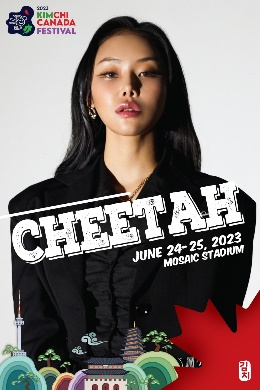 2023
KIMCHI
CANADA
FESTIVAL
CHEETAH
JUNE 24-25, 2023
MOSAIC STADIUM
김치